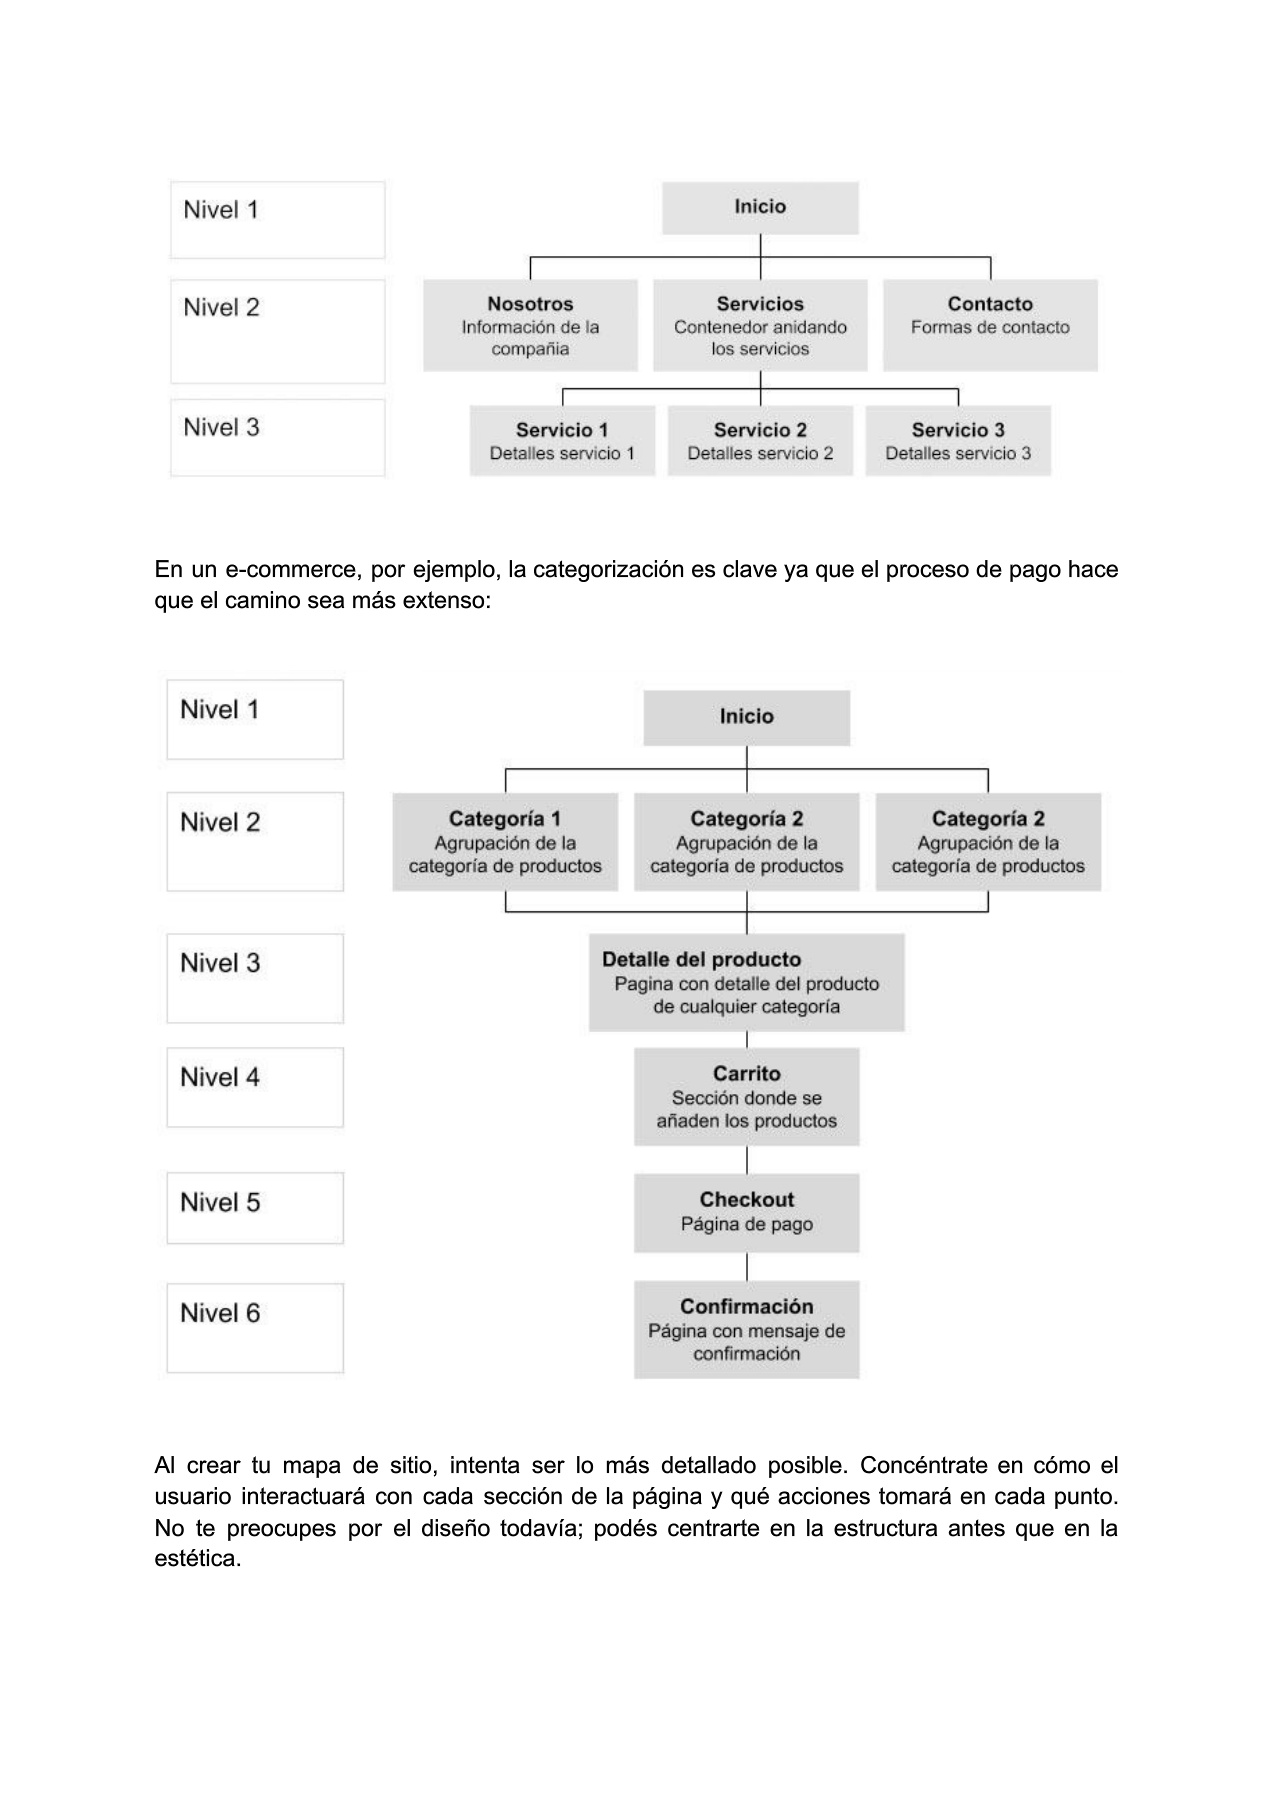 Nivel 1
Inicio
Nivel 2
Nosotros
Información de la
compañia
Servicios
Contenedor anidando
los servicios
Contacto
Formas de contacto
Nivel 3
Servicio 1
Detalles servicio 1
Servicio 2
Detalles servicio 2
Servicio 3
Detalles servicio 3
En un e-commerce, por ejemplo, la categorización es clave ya que el proceso de pago hace
que el camino sea más extenso:
Nivel 1
Inicio
Nivel 2
Categoría 1
Agrupación de la
categoría de productos
Categoría 2
Agrupación de la
categoría de productos
Categoría 2
Agrupación de la
categoría de productos
Nivel 3
Detalle del producto
Pagina con detalle del producto
de cualquier categoría
Nivel 4
Carrito
Sección donde se
añaden los productos
Nivel 5
Checkout
Página de pago
Nivel 6
Confirmación
Página con mensaje de
confirmación
Al crear tu mapa de sitio, intenta ser lo más detallado posible. Concéntrate en cómo el
usuario interactuará con cada sección de la página y qué acciones tomará en cada punto.
No te preocupes por el diseño todavía; podés centrarte en la estructura antes que en la
estética.